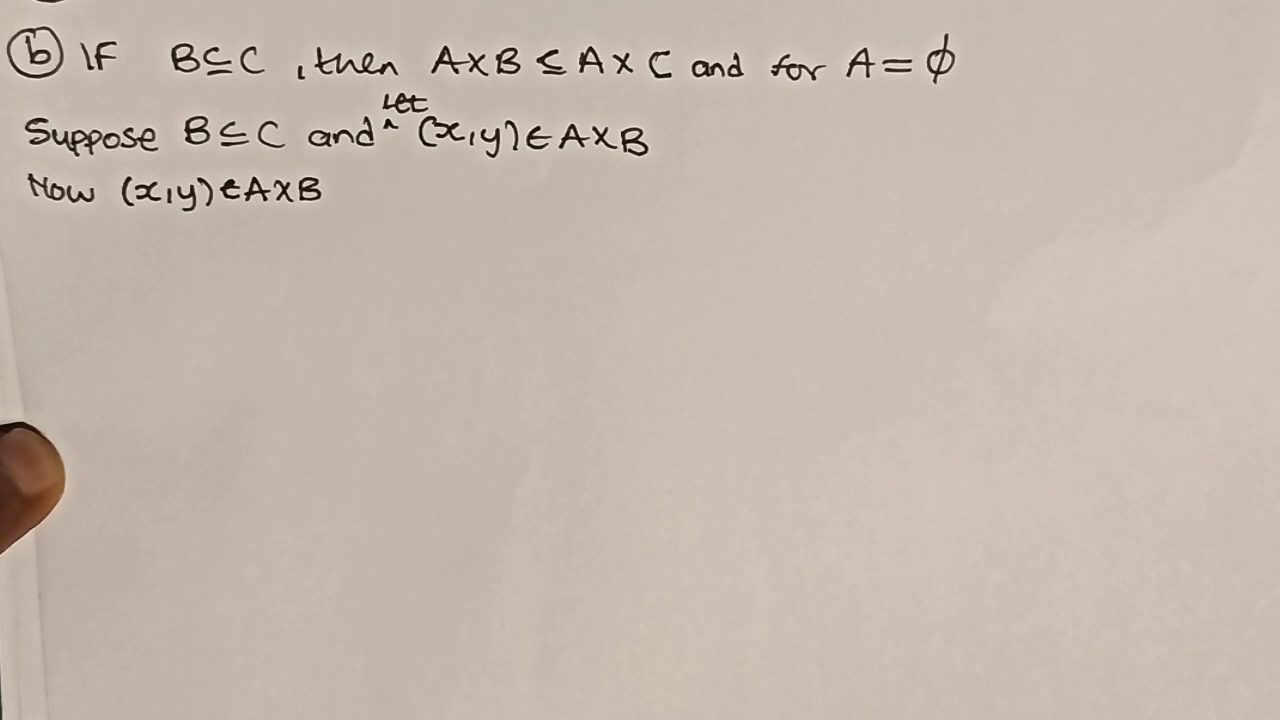 (b) IF B⊆C, then A×B ⊆ A×C and for A=∅
Suppose B⊆C and let (x,y)∈A×B
Now (x,y)∈A×B